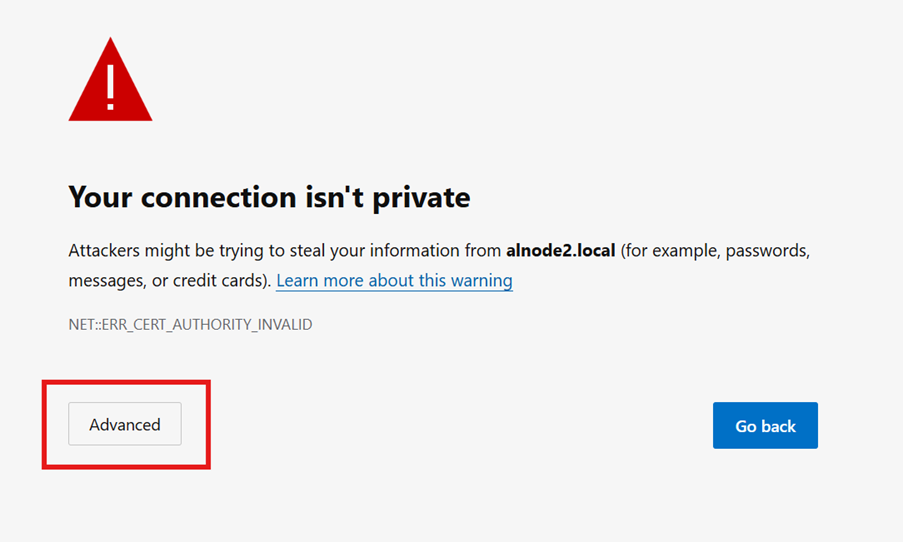 !
Your connection isn't private
Attackers might be trying to steal your information from alnode2.local (for example, passwords,
messages, or credit cards). Learn more about this warning
NET::ERR_CERT_AUTHORITY_INVALID
Advanced
Go back